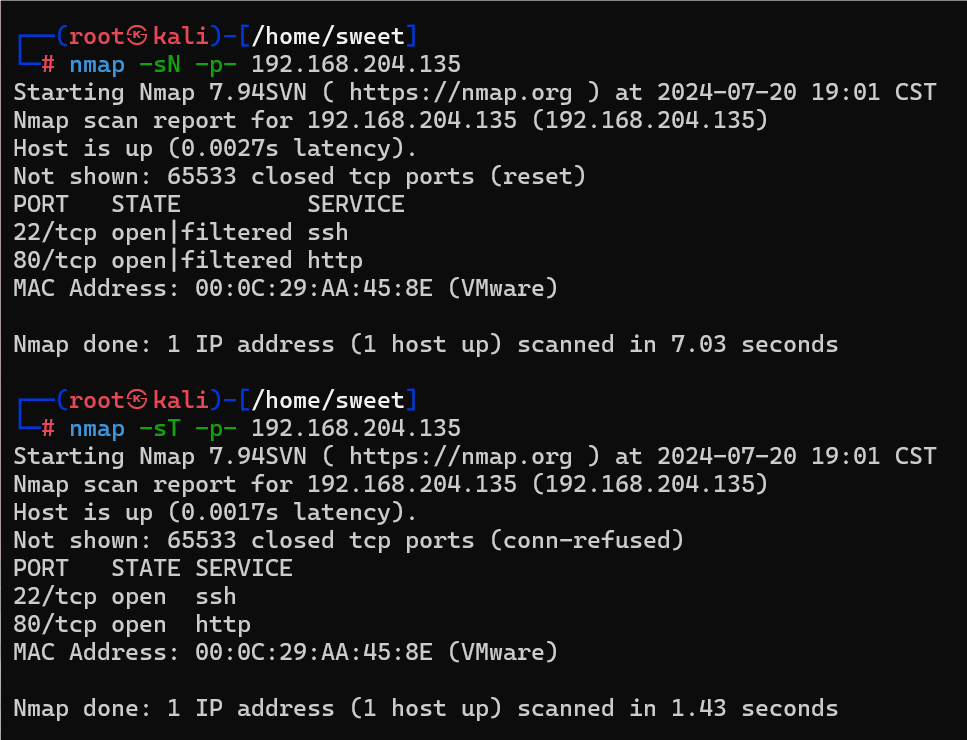 ┌──(root㉿kali)-[/home/sweet]
└─# nmap -sN -p- 192.168.204.135
Starting Nmap 7.94SVN ( https://nmap.org ) at 2024-07-20 19:01 CST
Nmap scan report for 192.168.204.135 (192.168.204.135)
Host is up (0.0027s latency).
Not shown: 65533 closed tcp ports (reset)
PORT   STATE         SERVICE
22/tcp open|filtered ssh
80/tcp open|filtered http
MAC Address: 00:0C:29:AA:45:8E (VMware)

Nmap done: 1 IP address (1 host up) scanned in 7.03 seconds

┌──(root㉿kali)-[/home/sweet]
└─# nmap -sT -p- 192.168.204.135
Starting Nmap 7.94SVN ( https://nmap.org ) at 2024-07-20 19:01 CST
Nmap scan report for 192.168.204.135 (192.168.204.135)
Host is up (0.0017s latency).
Not shown: 65533 closed tcp ports (conn-refused)
PORT   STATE SERVICE
22/tcp open  ssh
80/tcp open  http
MAC Address: 00:0C:29:AA:45:8E (VMware)

Nmap done: 1 IP address (1 host up) scanned in 1.43 seconds